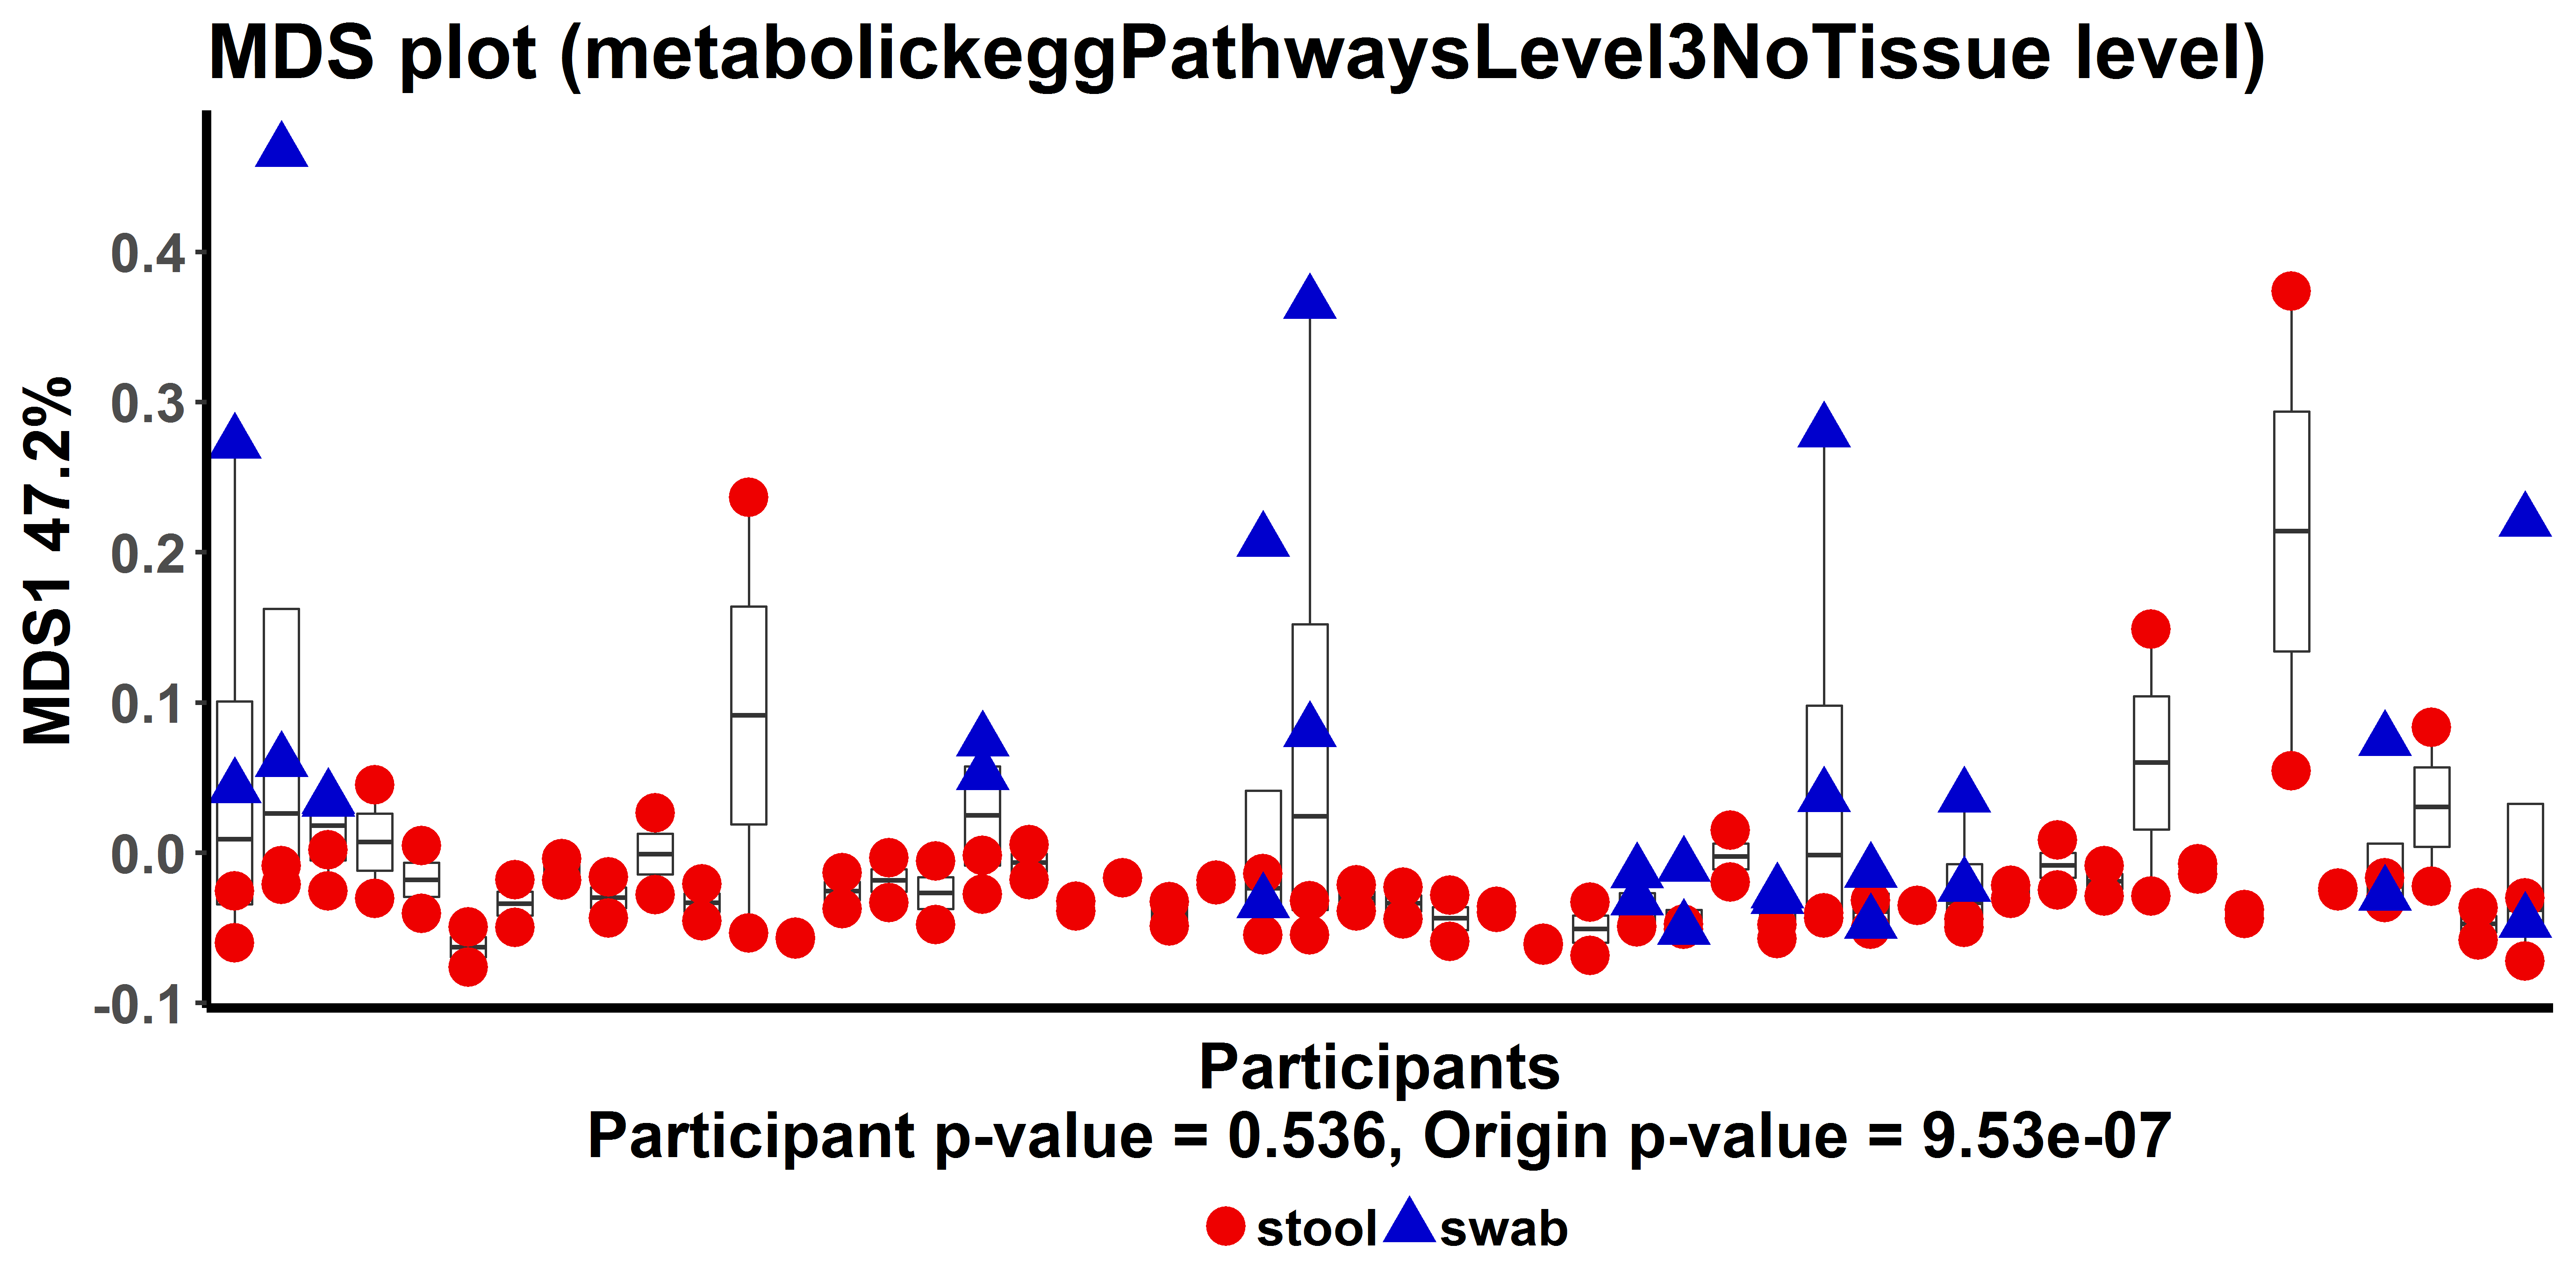 MDS plot (metabolickeggPathwaysLevel3NoTissue level)
MDS1 47.2%
0.4
0.3
0.2
0.1
0.0
-0.1
Participants
Participant p-value = 0.536, Origin p-value = 9.53e-07
stool swab